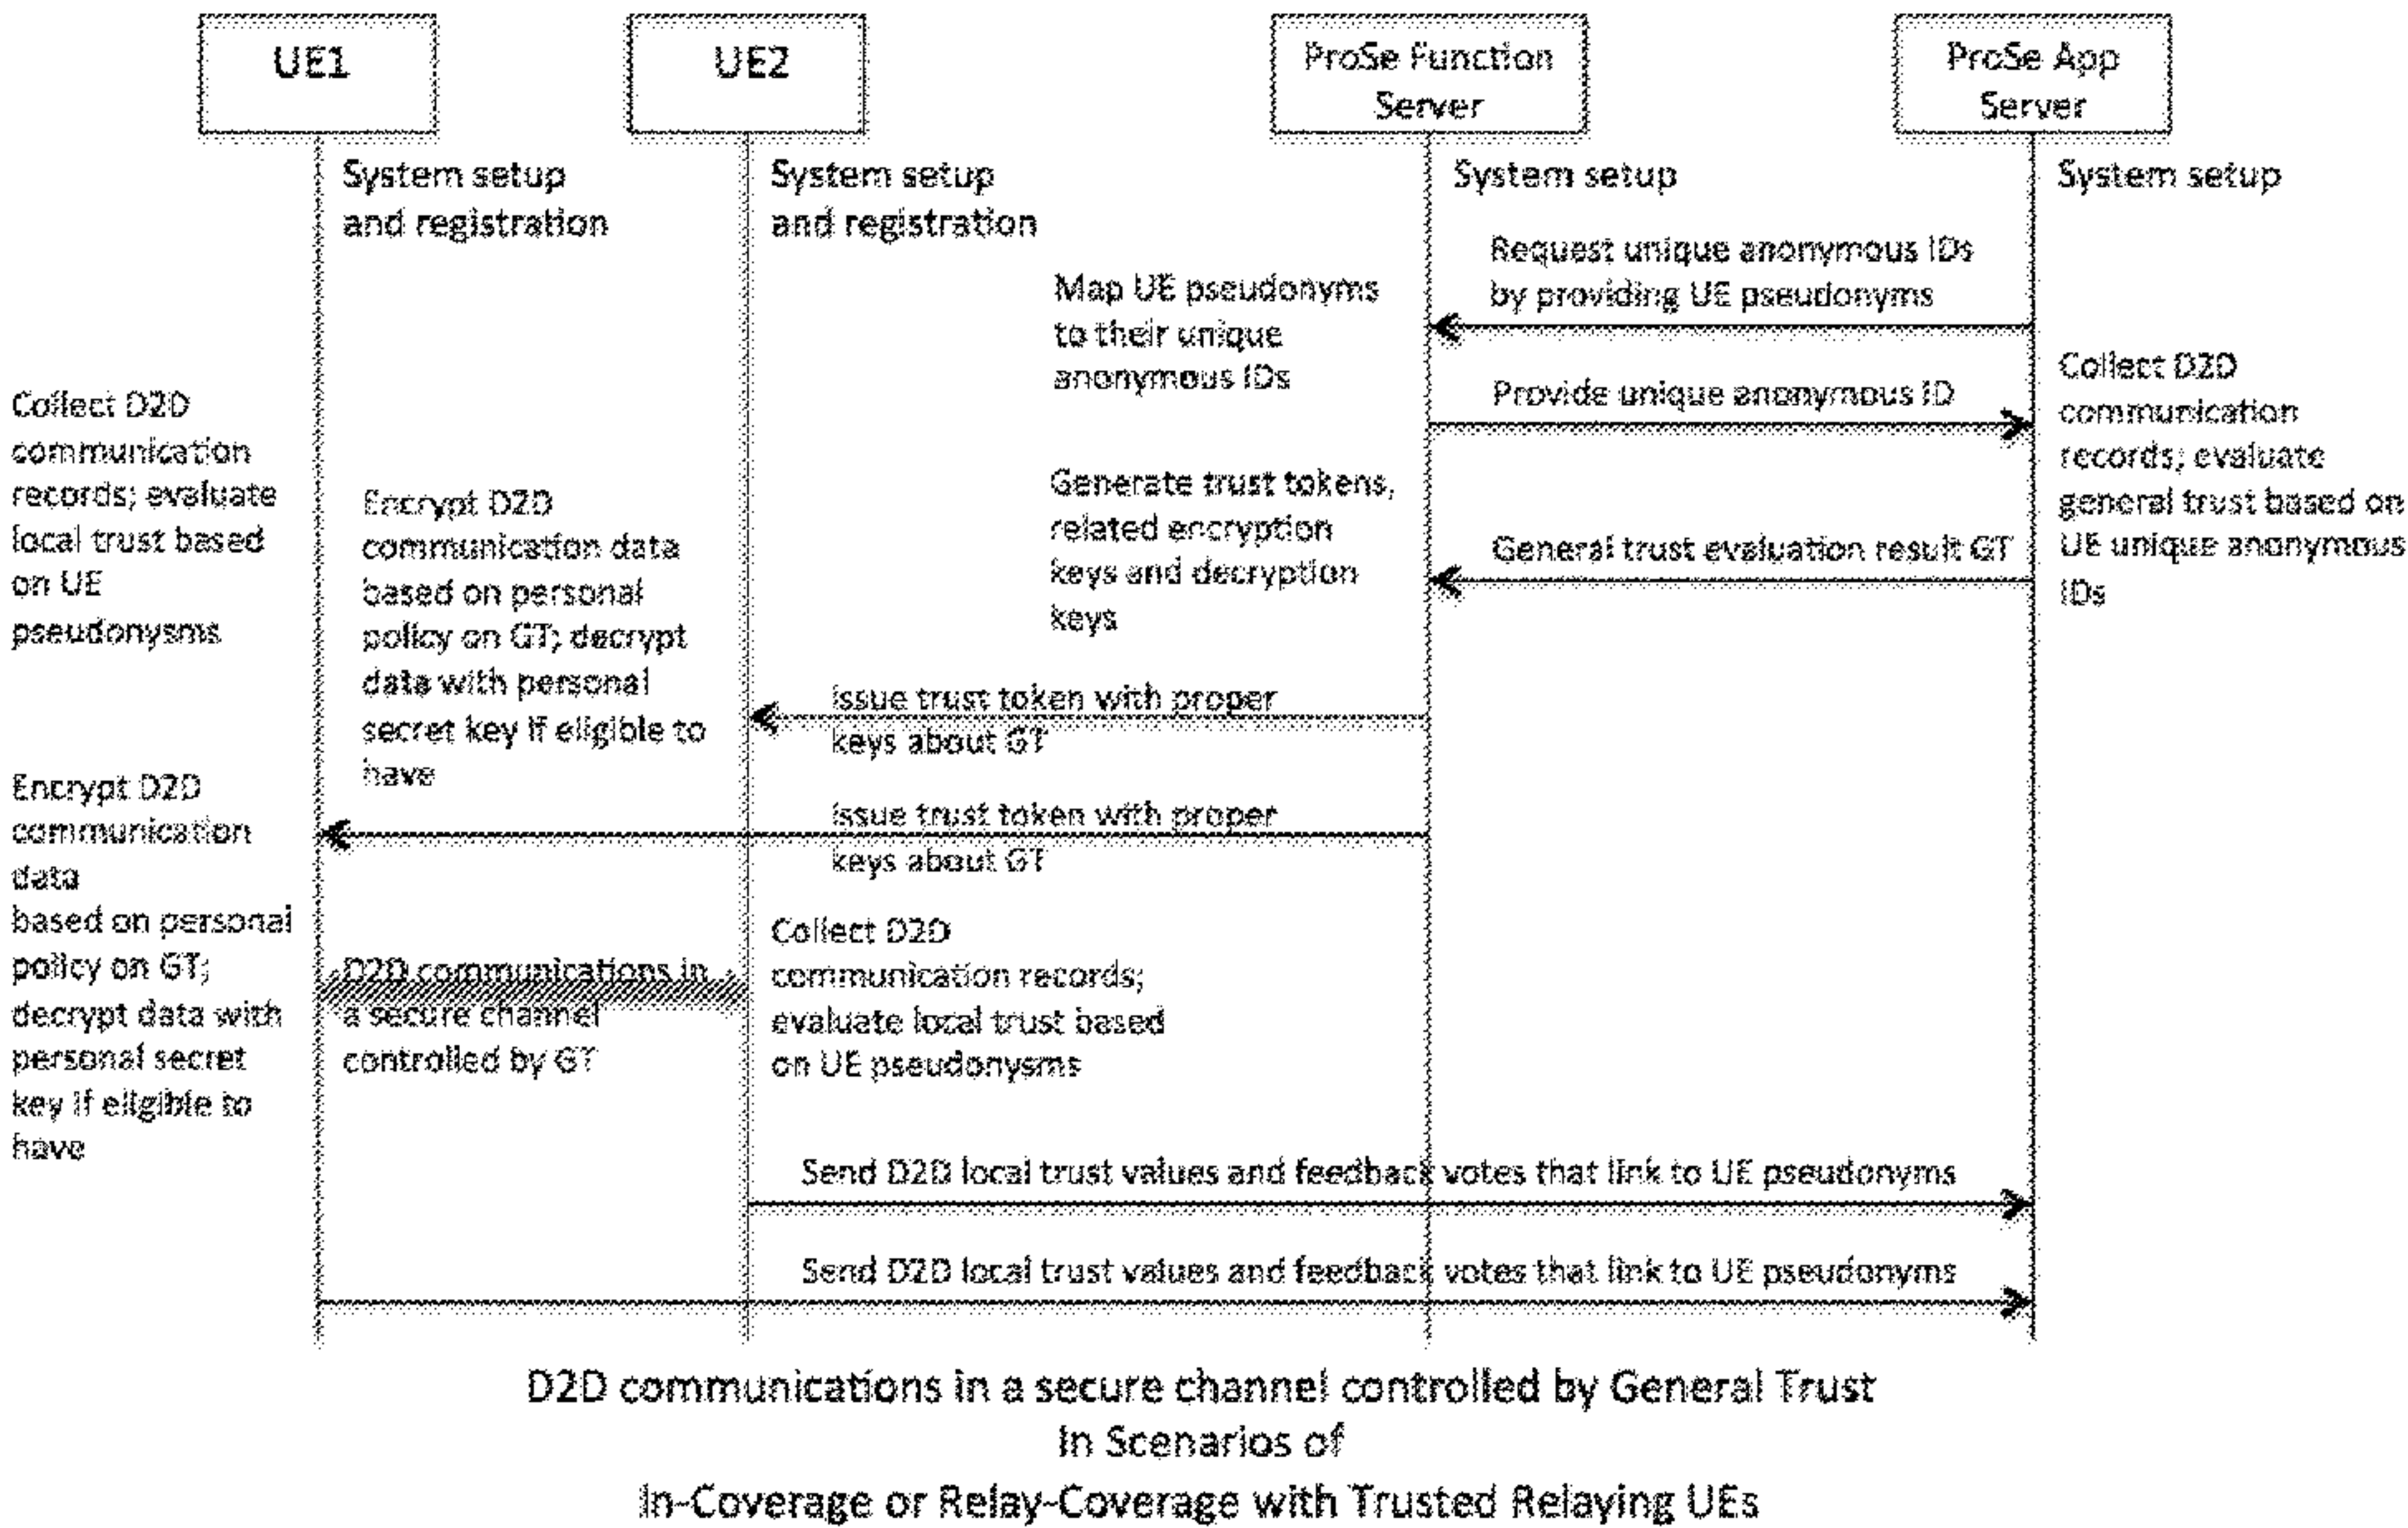 UE1
UE2
ProSe Function
Server
ProSe App
Server
System setup
and registration
System setup
and registration
System setup
System setup
Request unique anonymous IDs
by providing UE pseudonyms
Map UE pseudonyms
to their unique
anonymous IDs
Provide unique anonymous ID
Collect D2D
communication
records; evaluate
general trust based on
UE unique anonymous
IDs
Collect D2D
communication
records; evaluate
local trust based
on UE
pseudonysms
Encrypt D2D
communication data
based on personal
policy on GT; decrypt
data with personal
secret key if eligible to
have
Generate trust tokens,
related encryption
keys and decryption
keys
General trust evaluation result GT
Issue trust token with proper
keys about GT
Issue trust token with proper
keys about GT
Encrypt D2D
communication
data
based on personal
policy on GT;
decrypt data with
personal secret
key if eligible to
have
D2D communications in
a secure channel
controlled by GT
Collect D2D
communication records;
evaluate local trust based
on UE pseudonysms
Send D2D local trust values and feedback votes that link to UE pseudonyms
Send D2D local trust values and feedback votes that link to UE pseudonyms
D2D communications in a secure channel controlled by General Trust
In Scenarios of
In-Coverage or Relay-Coverage with Trusted Relaying UEs